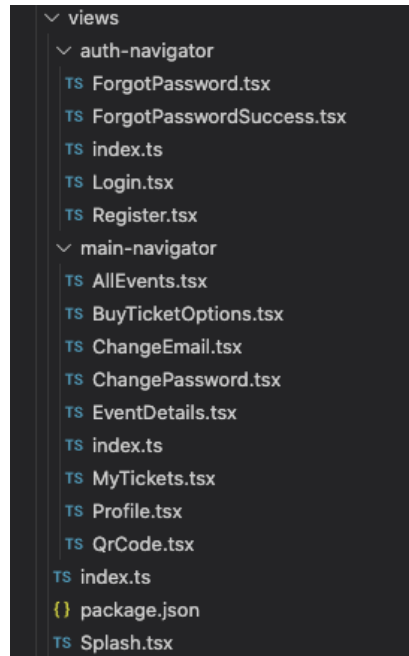 views
auth-navigator
TS ForgotPassword.tsx
TS ForgotPasswordSuccess.tsx
TS index.ts
TS Login.tsx
TS Register.tsx
main-navigator
TS AllEvents.tsx
TS BuyTicketOptions.tsx
TS ChangeEmail.tsx
TS ChangePassword.tsx
TS EventDetails.tsx
TS index.ts
TS MyTickets.tsx
TS Profile.tsx
TS QrCode.tsx
TS index.ts
{} package.json
TS Splash.tsx